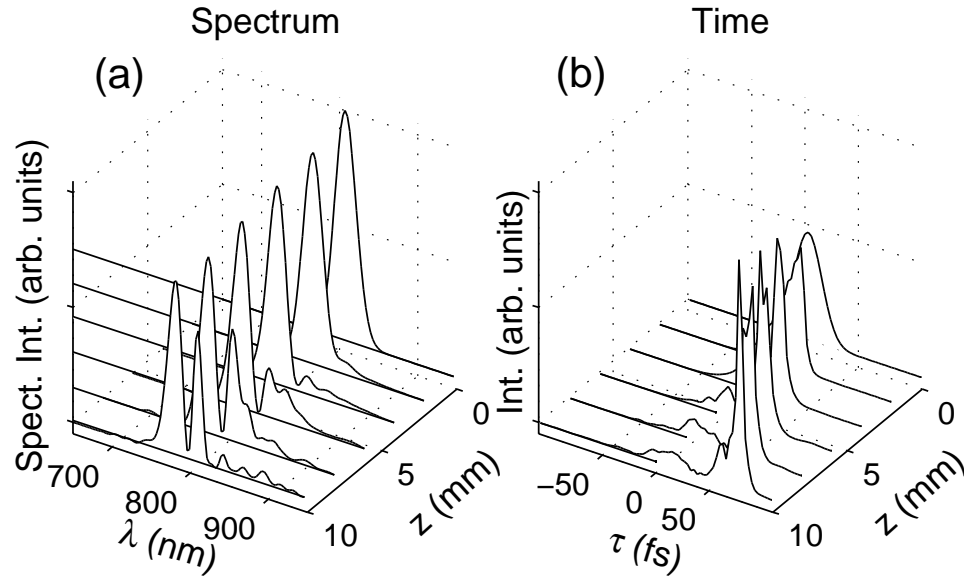 Spectrum
Time
(a)
(b)
Spect. Int. (arb. units)
700
800
900
λ (nm)
0
5
10
z (mm)
Int. (arb. units)
−50
0
50
τ (fs)
0
5
10
z (mm)